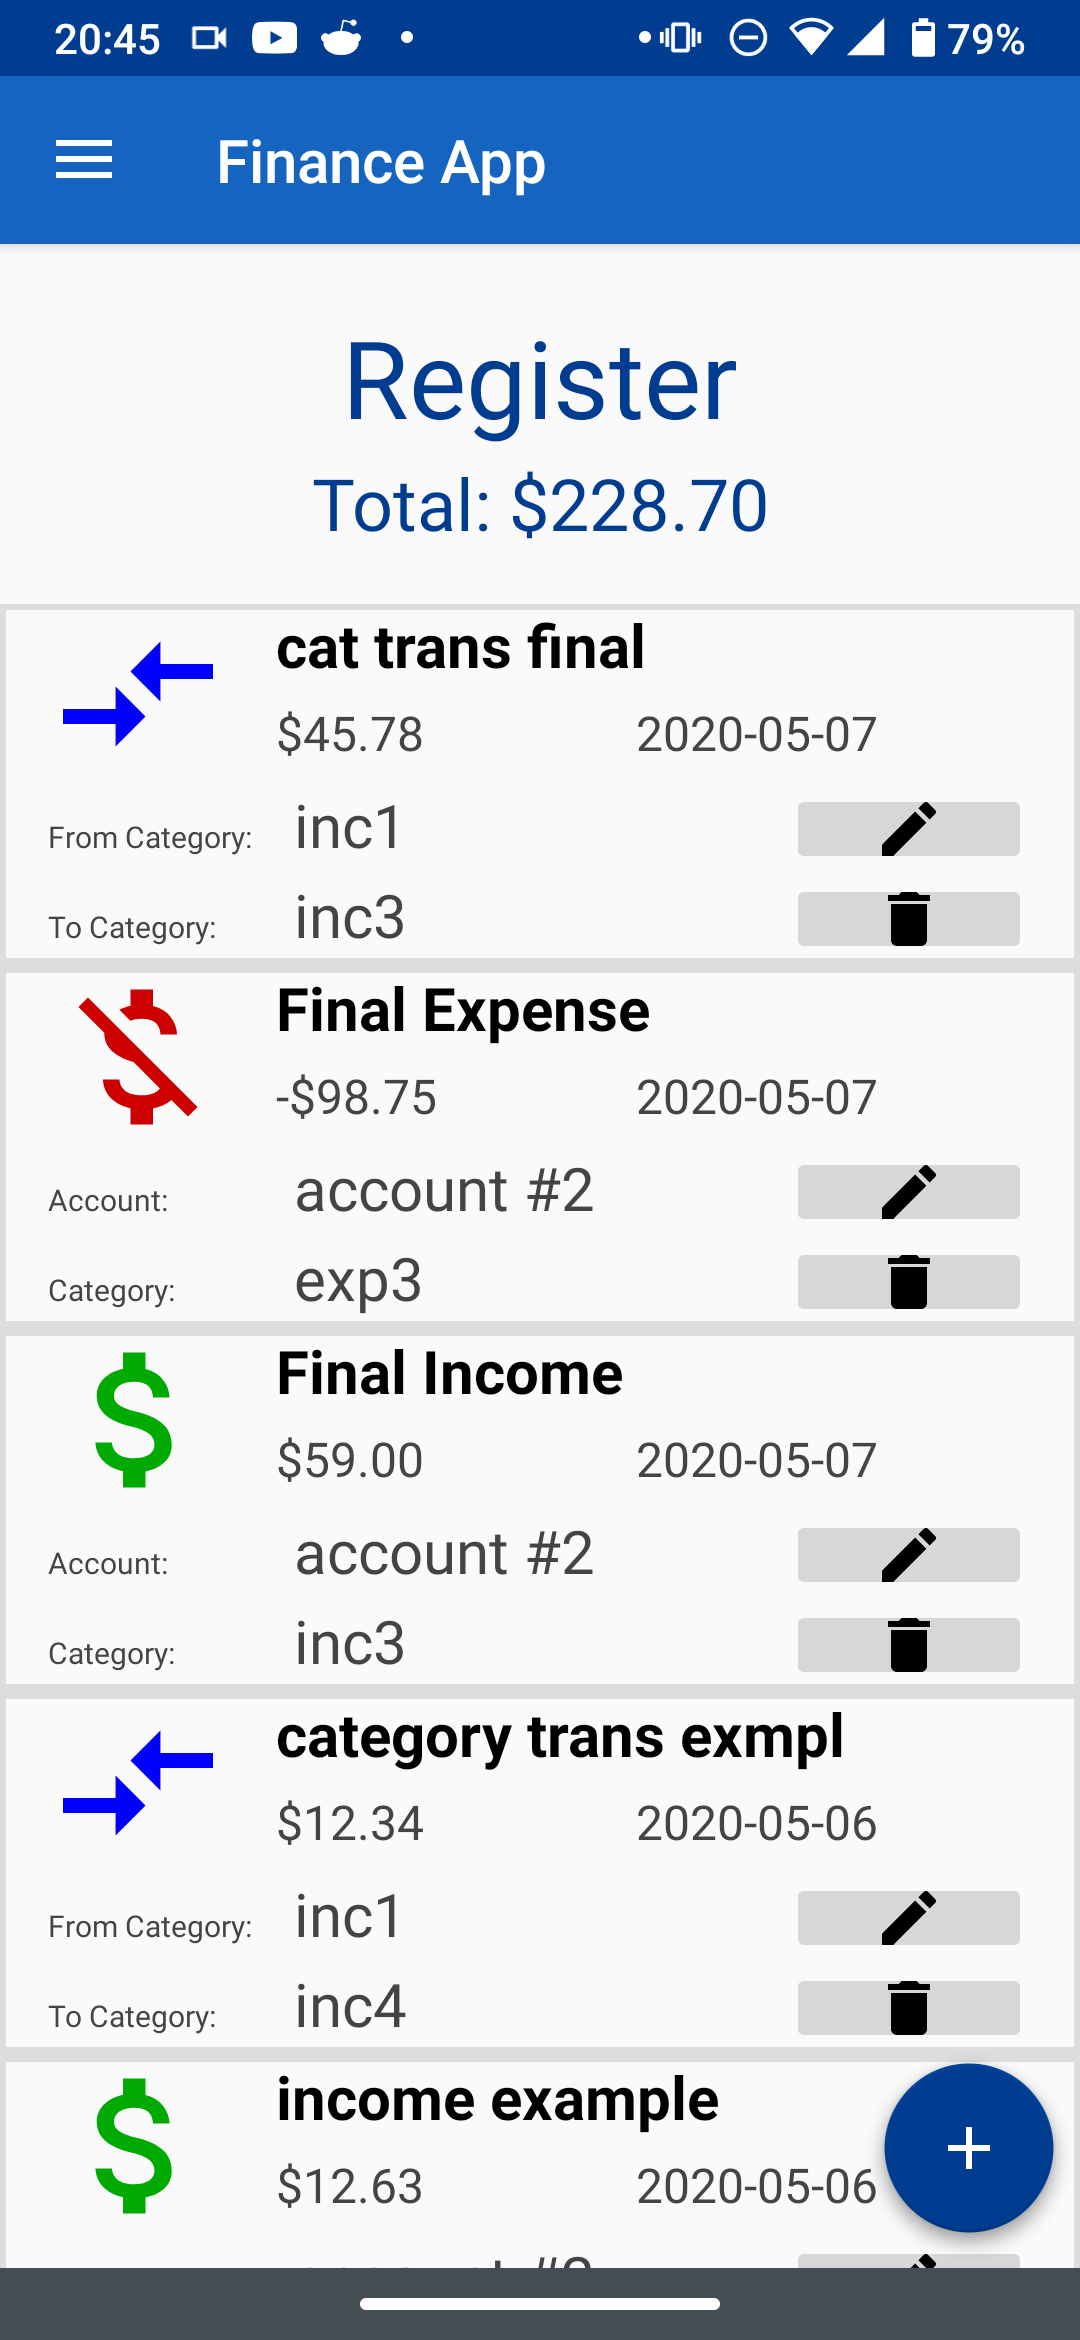 20:45 79%
Finance App
Register
Total: $228.70
cat trans final
$45.78 2020-05-07
From Category: inc1
To Category: inc3
Final Expense
-$98.75 2020-05-07
Account: account #2
Category: exp3
Final Income
$59.00 2020-05-07
Account: account #2
Category: inc3
category trans exmpl
$12.34 2020-05-06
From Category: inc1
To Category: inc4
income example
$12.63 2020-05-06